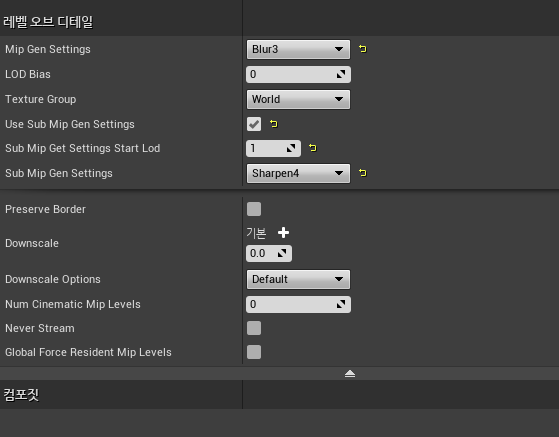 레벨 오브 디테일
Mip Gen Settings Blur3
LOD Bias 0
Texture Group World
Use Sub Mip Gen Settings
Sub Mip Get Settings Start Lod 1
Sub Mip Gen Settings Sharpen4
Preserve Border
기본
Downscale
0.0
Downscale Options Default
Num Cinematic Mip Levels 0
Never Stream
Global Force Resident Mip Levels
컴포짓